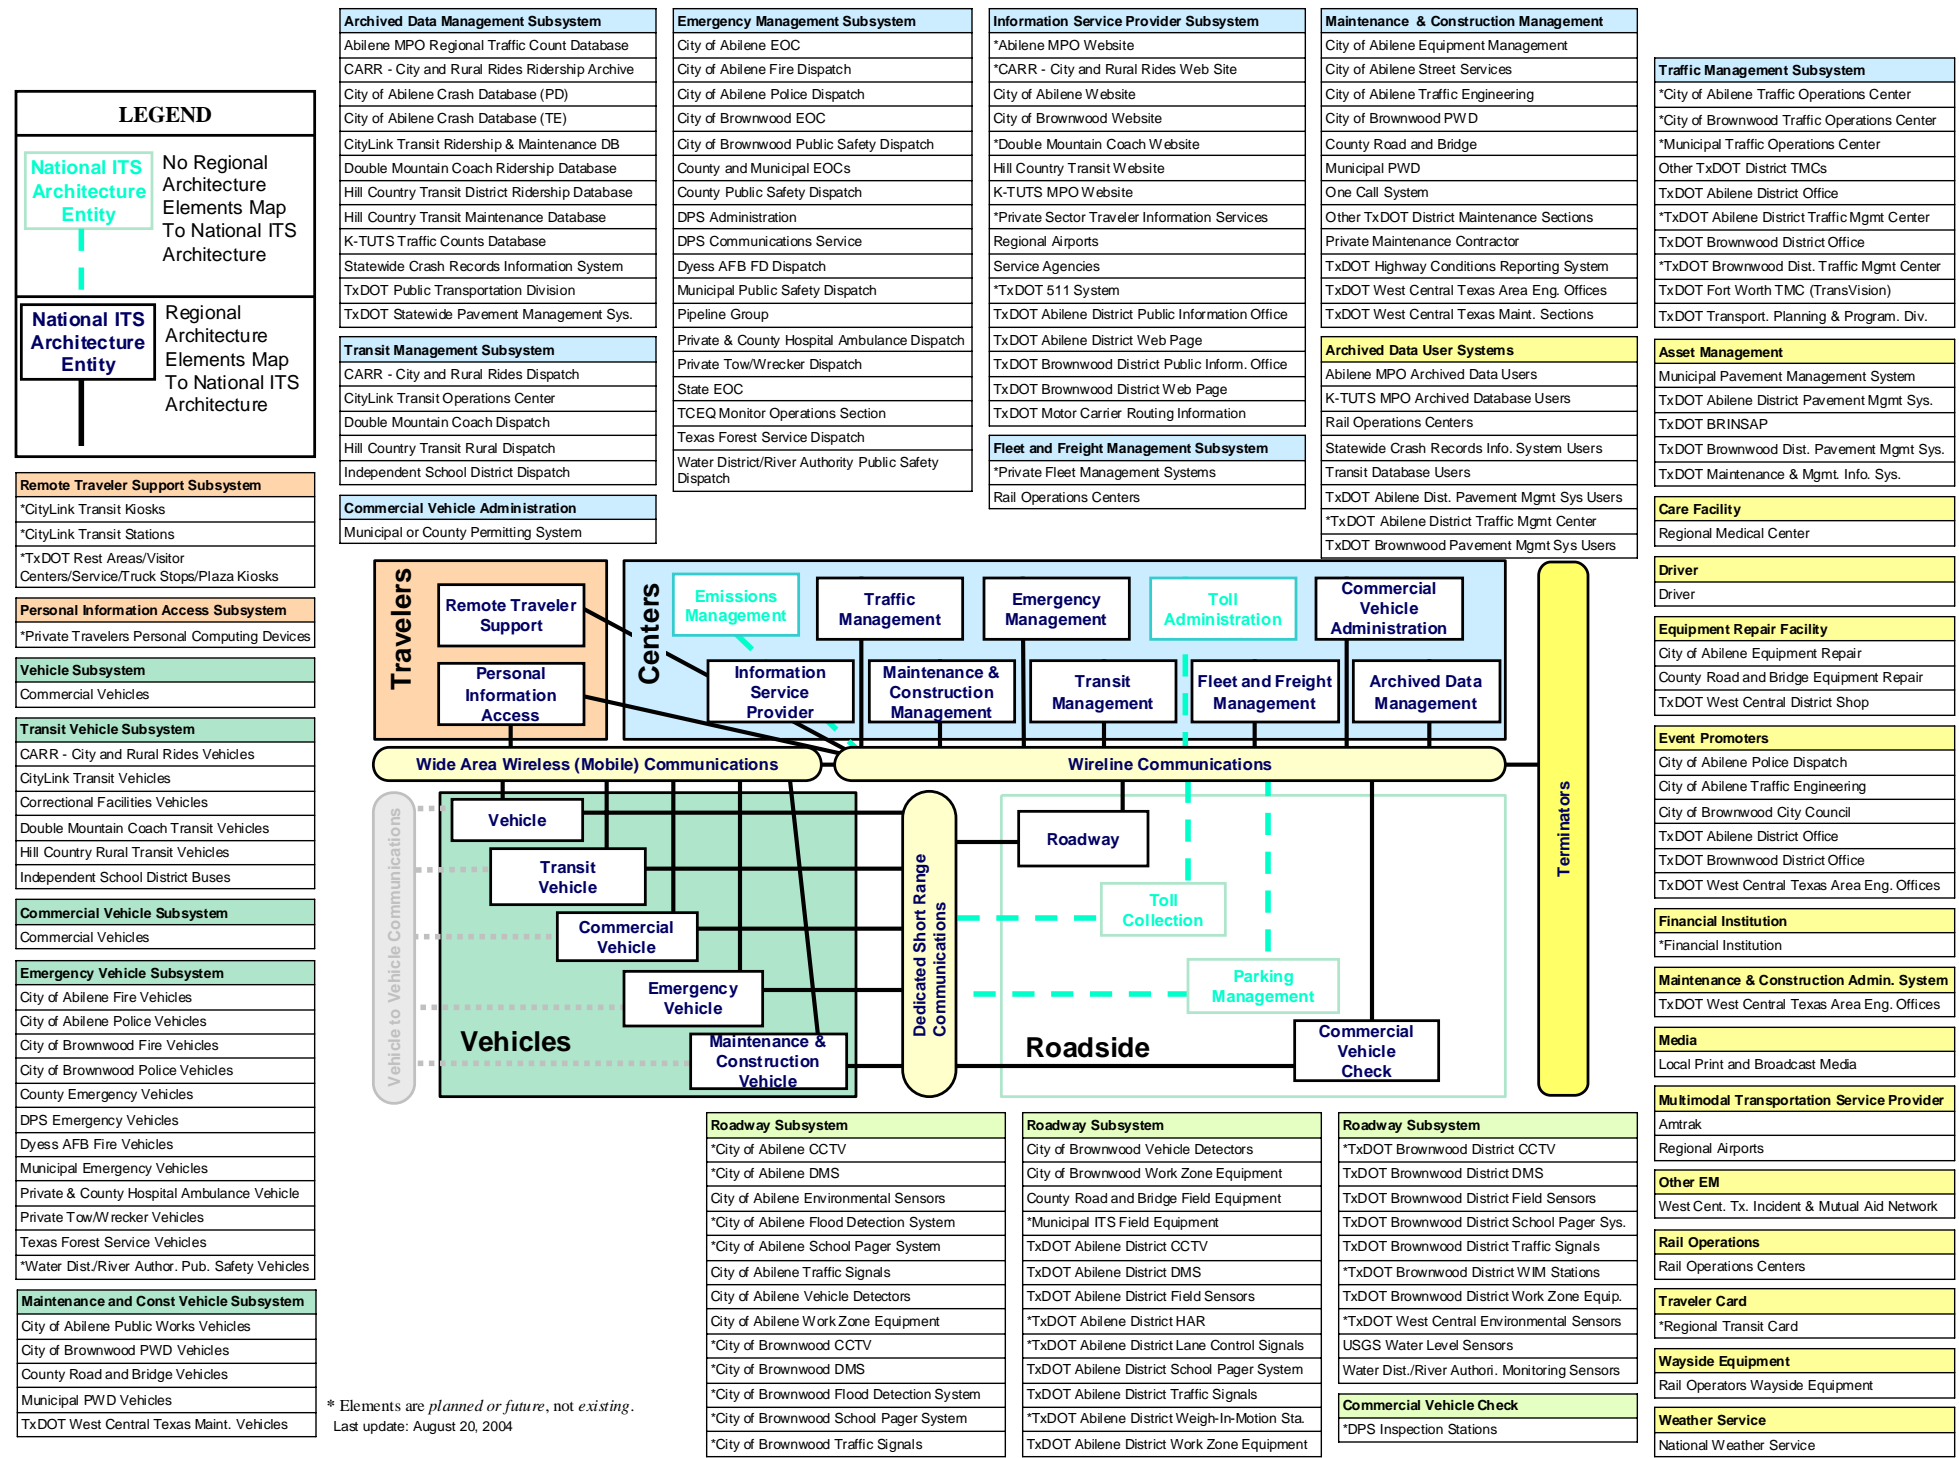 LEGEND
National ITS
Architecture
Entity
No Regional
Architecture
Elements Map
To National ITS
Architecture
National ITS
Architecture
Entity
Regional
Architecture
Elements Map
To National ITS
Architecture
Remote Traveler Support Subsystem
*CityLink Transit Kiosks
*CityLink Transit Stations
*TxDOT Rest Areas/Visitor
Centers/Service/Truck Stops/Plaza Kiosks
Personal Information Access Subsystem
*Private Travelers Personal Computing Devices
Vehicle Subsystem
Commercial Vehicles
Transit Vehicle Subsystem
CARR - City and Rural Rides Vehicles
CityLink Transit Vehicles
Correctional Facilities Vehicles
Double Mountain Coach Transit Vehicles
Hill Country Rural Transit Vehicles
Independent School District Buses
Commercial Vehicle Subsystem
Commercial Vehicles
Emergency Vehicle Subsystem
City of Abilene Fire Vehicles
City of Abilene Police Vehicles
City of Brownwood Fire Vehicles
City of Brownwood Police Vehicles
County Emergency Vehicles
DPS Emergency Vehicles
Dyess AFB Fire Vehicles
Municipal Emergency Vehicles
Private & County Hospital Ambulance Vehicle
Private Tow/Wrecker Vehicles
Texas Forest Service Vehicles
*Water Dist./River Author. Pub. Safety Vehicles
Maintenance and Const Vehicle Subsystem
City of Abilene Public Works Vehicles
City of Brownwood PWD Vehicles
County Road and Bridge Vehicles
Municipal PWD Vehicles
TxDOT West Central Texas Maint. Vehicles
Archived Data Management Subsystem
Abilene MPO Regional Traffic Count Database
CARR - City and Rural Rides Ridership Archive
City of Abilene Crash Database (PD)
City of Abilene Crash Database (TE)
CityLink Transit Ridership & Maintenance DB
Double Mountain Coach Ridership Database
Hill Country Transit District Ridership Database
Hill Country Transit Maintenance Database
K-TUTS Traffic Counts Database
Statewide Crash Records Information System
TxDOT Public Transportation Division
TxDOT Statewide Pavement Management Sys.
Transit Management Subsystem
CARR - City and Rural Rides Dispatch
CityLink Transit Operations Center
Double Mountain Coach Dispatch
Hill Country Transit Rural Dispatch
Independent School District Dispatch
Commercial Vehicle Administration
Municipal or County Permitting System
Emergency Management Subsystem
City of Abilene EOC
City of Abilene Fire Dispatch
City of Abilene Police Dispatch
City of Brownwood EOC
City of Brownwood Public Safety Dispatch
County and Municipal EOCs
County Public Safety Dispatch
DPS Administration
DPS Communications Service
Dyess AFB FD Dispatch
Municipal Public Safety Dispatch
Pipeline Group
Private & County Hospital Ambulance Dispatch
Private Tow/Wrecker Dispatch
State EOC
TCEQ Monitor Operations Section
Texas Forest Service Dispatch
Water District/River Authority Public Safety
Dispatch
Information Service Provider Subsystem
*Abilene MPO Website
*CARR - City and Rural Rides Web Site
City of Abilene Website
City of Brownwood Website
*Double Mountain Coach Website
Hill Country Transit Website
K-TUTS MPO Website
*Private Sector Traveler Information Services
Regional Airports
Service Agencies
*TxDOT 511 System
TxDOT Abilene District Public Information Office
TxDOT Abilene District Web Page
TxDOT Brownwood District Public Inform. Office
TxDOT Brownwood District Web Page
TxDOT Motor Carrier Routing Information
Fleet and Freight Management Subsystem
*Private Fleet Management Systems
Rail Operations Centers
Maintenance & Construction Management
City of Abilene Equipment Management
City of Abilene Street Services
City of Abilene Traffic Engineering
City of Brownwood PWD
County Road and Bridge
Municipal PWD
One Call System
Other TxDOT District Maintenance Sections
Private Maintenance Contractor
TxDOT Highway Conditions Reporting System
TxDOT West Central Texas Area Eng. Offices
TxDOT West Central Texas Maint. Sections
Archived Data User Systems
Abilene MPO Archived Data Users
K-TUTS MPO Archived Database Users
Rail Operations Centers
Statewide Crash Records Info. System Users
Transit Database Users
TxDOT Abilene Dist. Pavement Mgmt Sys Users
*TxDOT Abilene District Traffic Mgmt Center
TxDOT Brownwood Pavement Mgmt Sys Users
Traffic Management Subsystem
*City of Abilene Traffic Operations Center
*City of Brownwood Traffic Operations Center
*Municipal Traffic Operations Center
Other TxDOT District TMCs
TxDOT Abilene District Office
*TxDOT Abilene District Traffic Mgmt Center
TxDOT Brownwood District Office
*TxDOT Brownwood Dist. Traffic Mgmt Center
TxDOT Fort Worth TMC (TransVision)
TxDOT Transport. Planning & Program. Div.
Asset Management
Municipal Pavement Management System
TxDOT Abilene District Pavement Mgmt Sys.
TxDOT BRINSAP
TxDOT Brownwood Dist. Pavement Mgmt Sys.
TxDOT Maintenance & Mgmt. Info. Sys.
Care Facility
Regional Medical Center
Driver
Driver
Equipment Repair Facility
City of Abilene Equipment Repair
County Road and Bridge Equipment Repair
TxDOT West Central District Shop
Event Promoters
City of Abilene Police Dispatch
City of Abilene Traffic Engineering
City of Brownwood City Council
TxDOT Abilene District Office
TxDOT Brownwood District Office
TxDOT West Central Texas Area Eng. Offices
Financial Institution
*Financial Institution
Maintenance & Construction Admin. System
TxDOT West Central Texas Area Eng. Offices
Media
Local Print and Broadcast Media
Multimodal Transportation Service Provider
Amtrak
Regional Airports
Other EM
West Cent. Tx. Incident & Mutual Aid Network
Rail Operations
Rail Operations Centers
Traveler Card
*Regional Transit Card
Wayside Equipment
Rail Operators Wayside Equipment
Weather Service
National Weather Service
Travelers
Remote Traveler
Support
Personal
Information
Access
Centers
Emissions
Management
Traffic
Management
Emergency
Management
Toll
Administration
Commercial
Vehicle
Administration
Information
Service
Provider
Maintenance &
Construction
Management
Transit
Management
Fleet and Freight
Management
Archived Data
Management
Wide Area Wireless (Mobile) Communications
Wireline Communications
Terminators
Vehicle to Vehicle Communications
Vehicle
Transit
Vehicle
Commercial
Vehicle
Emergency
Vehicle
Maintenance &
Construction
Vehicle
Vehicles
Dedicated Short Range
Communications
Roadway
Toll
Collection
Parking
Management
Commercial
Vehicle
Check
Roadside
Roadway Subsystem
*City of Abilene CCTV
*City of Abilene DMS
City of Abilene Environmental Sensors
*City of Abilene Flood Detection System
*City of Abilene School Pager System
City of Abilene Traffic Signals
City of Abilene Vehicle Detectors
City of Abilene Work Zone Equipment
*City of Brownwood CCTV
*City of Brownwood DMS
*City of Brownwood Flood Detection System
*City of Brownwood School Pager System
*City of Brownwood Traffic Signals
Roadway Subsystem
City of Brownwood Vehicle Detectors
City of Brownwood Work Zone Equipment
County Road and Bridge Field Equipment
*Municipal ITS Field Equipment
TxDOT Abilene District CCTV
TxDOT Abilene District DMS
TxDOT Abilene District Field Sensors
*TxDOT Abilene District HAR
*TxDOT Abilene District Lane Control Signals
TxDOT Abilene District School Pager System
TxDOT Abilene District Traffic Signals
*TxDOT Abilene District Weigh-In-Motion Sta.
TxDOT Abilene District Work Zone Equipment
Roadway Subsystem
*TxDOT Brownwood District CCTV
TxDOT Brownwood District DMS
TxDOT Brownwood District Field Sensors
TxDOT Brownwood District School Pager Sys.
TxDOT Brownwood District Traffic Signals
*TxDOT Brownwood District WIM Stations
TxDOT Brownwood District Work Zone Equip.
*TxDOT West Central Environmental Sensors
USGS Water Level Sensors
Water Dist./River Authori. Monitoring Sensors
Commercial Vehicle Check
*DPS Inspection Stations
* Elements are planned or future, not existing.
Last update: August 20, 2004